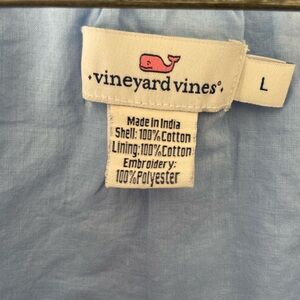 vineyard vines®
L
Made in India
Shell: 100% Cotton
Lining: 100% Cotton
Embroidery:
100% Polyester